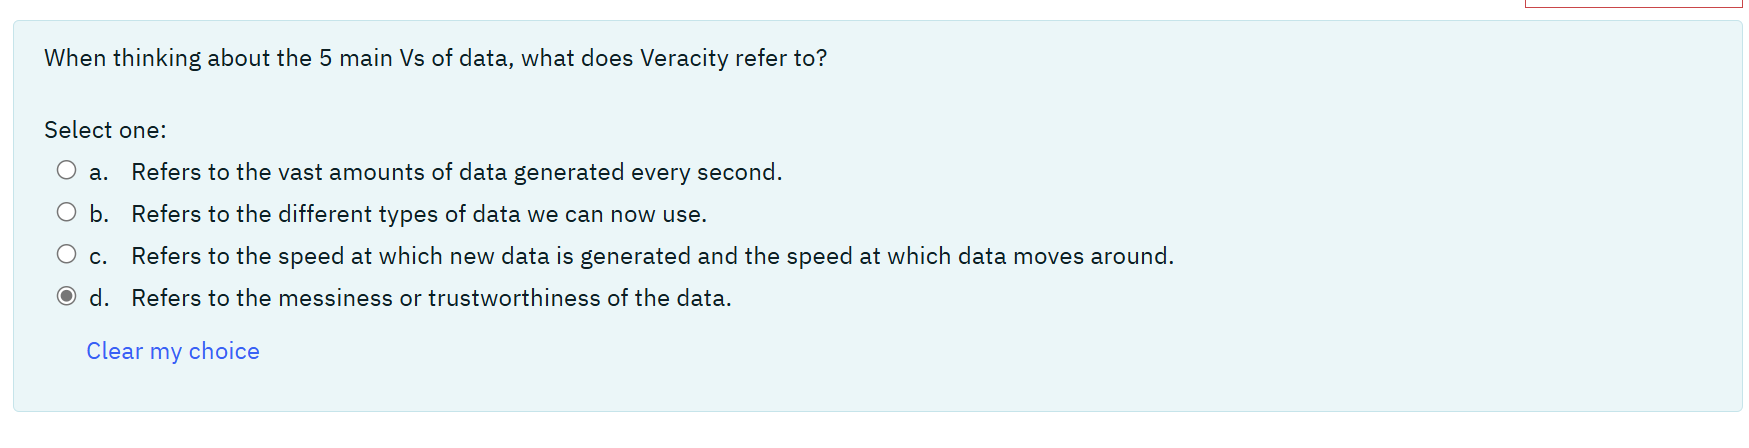 When thinking about the 5 main Vs of data, what does Veracity refer to?
Select one:
a. Refers to the vast amounts of data generated every second.
b. Refers to the different types of data we can now use.
c. Refers to the speed at which new data is generated and the speed at which data moves around.
d. Refers to the messiness or trustworthiness of the data.
Clear my choice